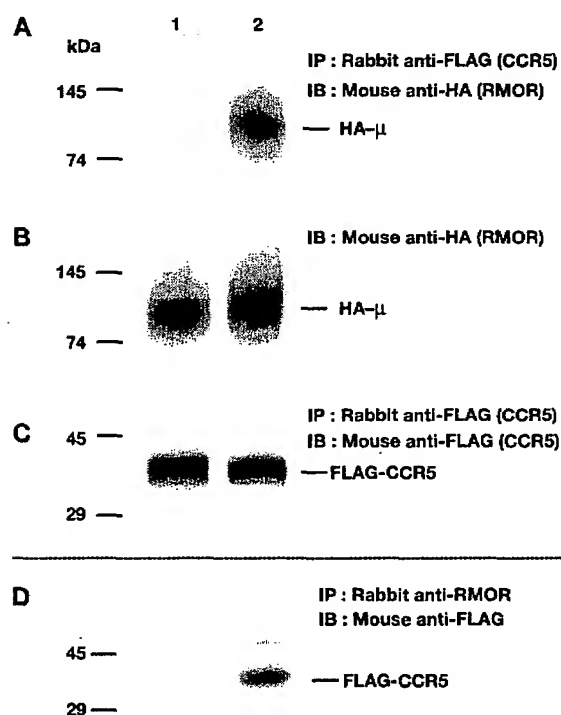 A
1 2
kDa
IP : Rabbit anti-FLAG (CCR5)
145
IB : Mouse anti-HA (RMOR)
HA-μ
74
B
IB : Mouse anti-HA (RMOR)
145
HA-μ
74
IP : Rabbit anti-FLAG (CCR5)
C
45
IB : Mouse anti-FLAG (CCR5)
FLAG-CCR5
29
D
IP : Rabbit anti-RMOR
IB : Mouse anti-FLAG
45
FLAG-CCR5
29